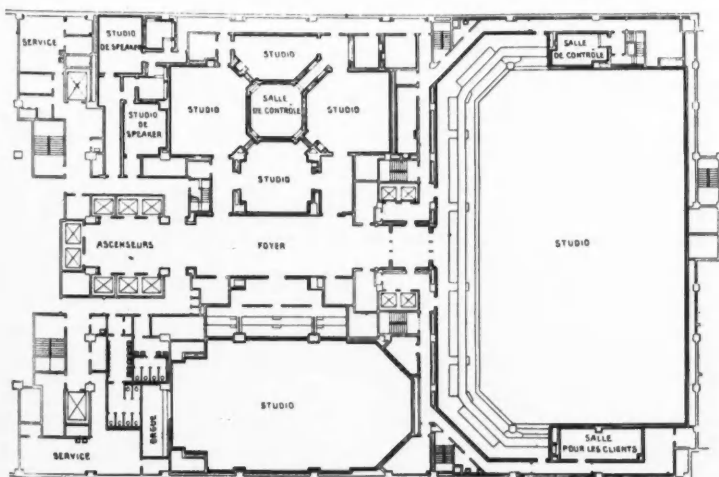 SERVICE
STUDIO
DE SPEAKER
STUDIO
SALLE
DE CONTRÔLE
STUDIO
SALLE
DE CONTRÔLE
STUDIO
STUDIO
DE
SPEAKER
STUDIO
ASCENSEURS
FOYER
STUDIO
STUDIO
ORGUE
SERVICE
SALLE
POUR LES CLIENTS